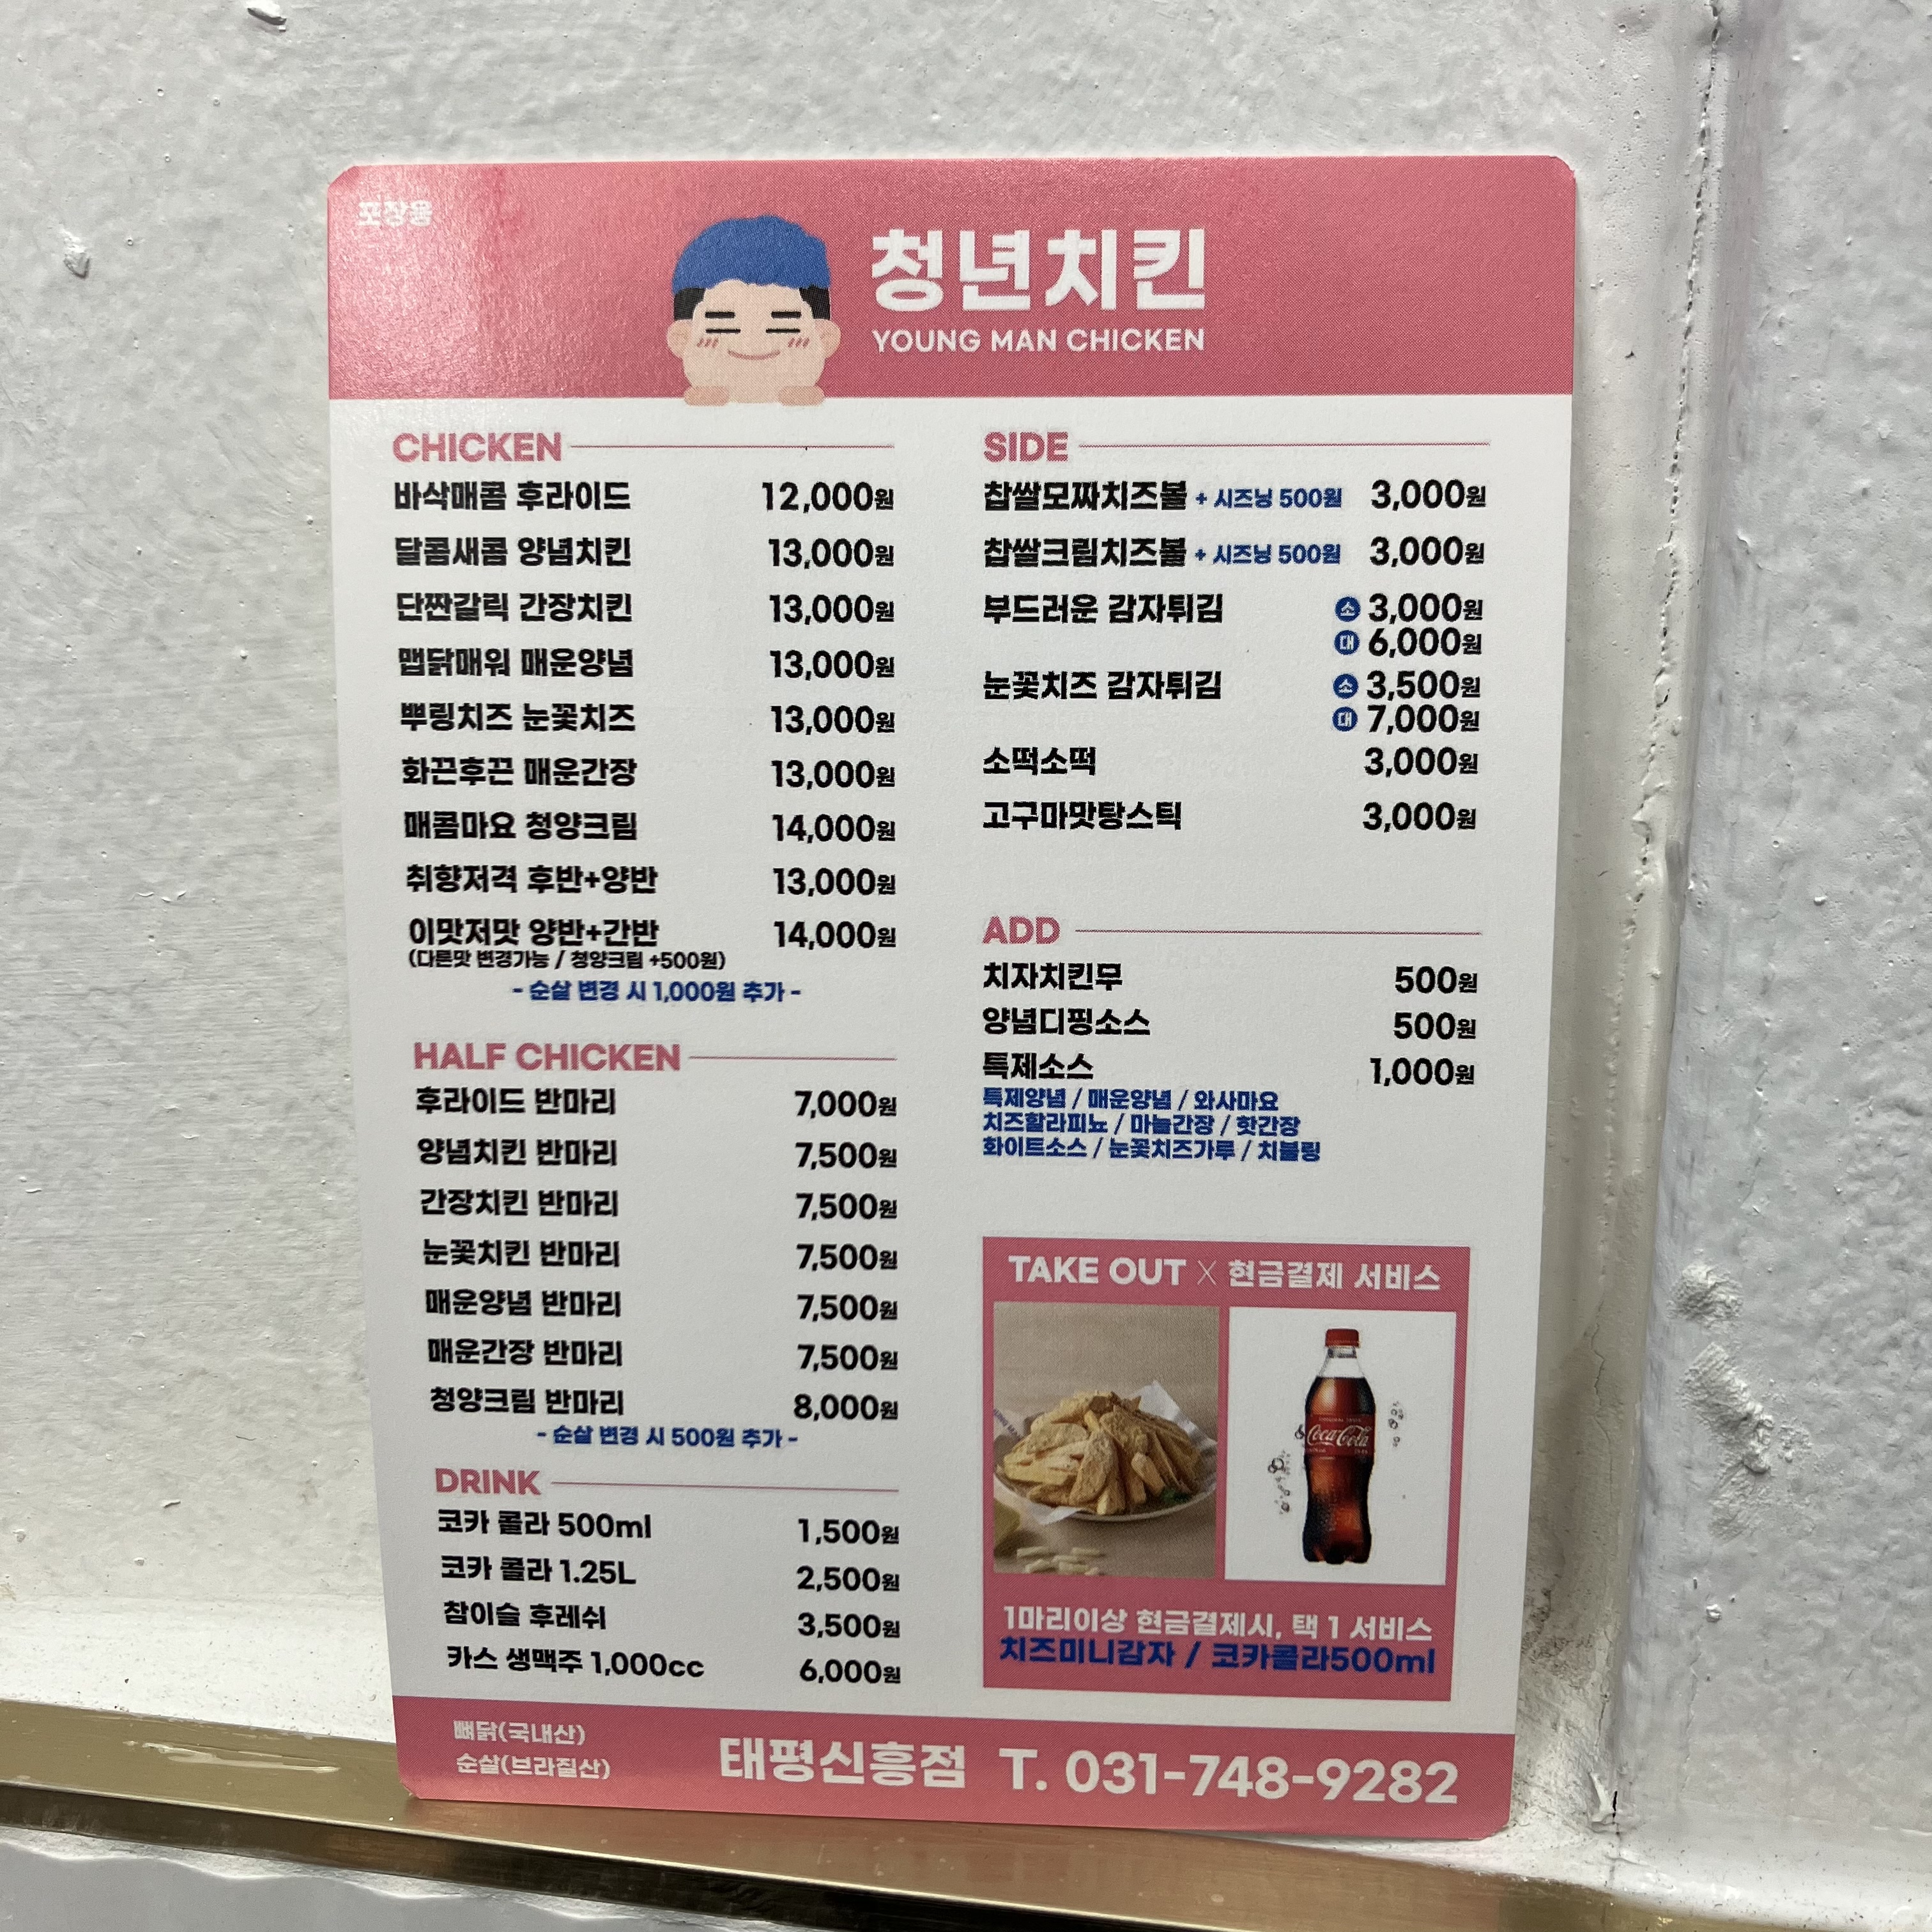 포장용
청년치킨
YOUNG MAN CHICKEN
CHICKEN
바삭매콤 후라이드 12,000원
달콤새콤 양념치킨 13,000원
단짠갈릭 간장치킨 13,000원
맵닭매워 매운양념 13,000원
뿌링치즈 눈꽃치즈 13,000원
화끈후끈 매운간장 13,000원
매콤마요 청양크림 14,000원
취향저격 후반+양반 13,000원
이맛저맛 양반+간반 14,000원
(다른맛 변경가능 / 청양크림 +500원)
- 순살 변경 시 1,000원 추가 -
HALF CHICKEN
후라이드 반마리 7,000원
양념치킨 반마리 7,500원
간장치킨 반마리 7,500원
눈꽃치킨 반마리 7,500원
매운양념 반마리 7,500원
매운간장 반마리 7,500원
청양크림 반마리 8,000원
- 순살 변경 시 500원 추가 -
DRINK
코카 콜라 500ml 1,500원
코카 콜라 1.25L 2,500원
참이슬 후레쉬 3,500원
카스 생맥주 1,000cc 6,000원
SIDE
찹쌀모짜치즈볼 + 시즈닝 500원 3,000원
찹쌀크림치즈볼 + 시즈닝 500원 3,000원
부드러운 감자튀김 소 3,000원
대 6,000원
눈꽃치즈 감자튀김 소 3,500원
대 7,000원
소떡소떡 3,000원
고구마맛탕스틱 3,000원
ADD
치자치킨무 500원
양념디핑소스 500원
특제소스 1,000원
특제양념 / 매운양념 / 와사마요
치즈할라피뇨 / 마늘간장 / 핫간장
화이트소스 / 눈꽃치즈가루 / 치블링
TAKE OUT X 현금결제 서비스
Coca-Cola
1마리이상 현금결제시, 택 1 서비스
치즈미니감자 / 코카콜라500ml
뼈닭(국내산)
순살(브라질산)
태평신흥점 T. 031-748-9282